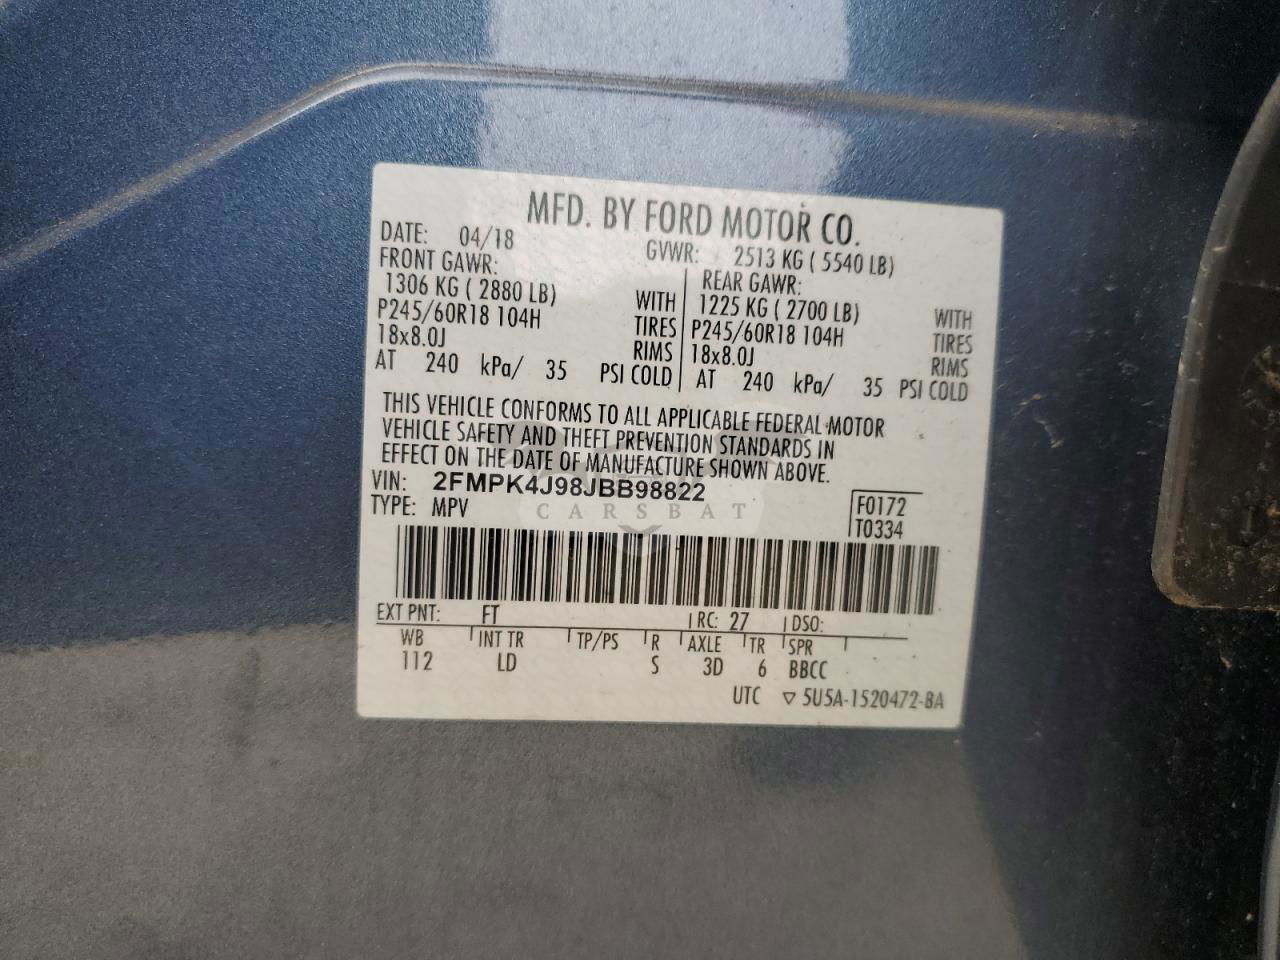 MFD. BY FORD MOTOR CO.
DATE: 04/18 GVWR: 2513 KG ( 5540 LB)
FRONT GAWR: REAR GAWR:
1306 KG ( 2880 LB) WITH 1225 KG ( 2700 LB) WITH
P245/60R18 104H TIRES P245/60R18 104H TIRES
18x8.0J RIMS 18x8.0J RIMS
AT 240 kPa/ 35 PSI COLD AT 240 kPa/ 35 PSI COLD
THIS VEHICLE CONFORMS TO ALL APPLICABLE FEDERAL MOTOR
VEHICLE SAFETY AND THEFT PREVENTION STANDARDS IN
EFFECT ON THE DATE OF MANUFACTURE SHOWN ABOVE.
VIN: 2FMPK4J98JBB98822
TYPE: MPV
F0172
T0334
CARSBAT
EXT PNT: FT RC: 27 DSO:
WB INT TR TP/PS R AXLE TR SPR
112 LD S 3D 6 BBCC
UTC ▽ 5U5A-1520472-BA